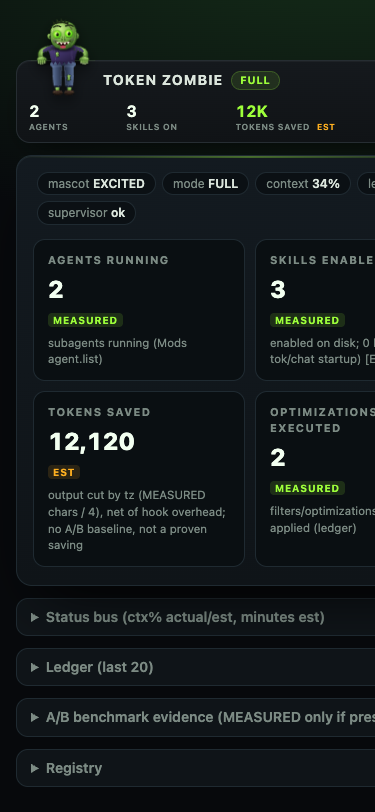 TOKEN ZOMBIE FULL
2 3 12K
AGENTS SKILLS ON TOKENS SAVED EST
mascot EXCITED mode FULL context 34%
supervisor ok
AGENTS RUNNING
2
MEASURED
subagents running (Mods
agent.list)
SKILLS ENABLE
3
MEASURED
enabled on disk; 0
tok/chat startup) [E
TOKENS SAVED
12,120
EST
output cut by tz (MEASURED
chars / 4), net of hook overhead;
no A/B baseline, not a proven
saving
OPTIMIZATIONS
EXECUTED
2
MEASURED
filters/optimizations
applied (ledger)
▶ Status bus (ctx% actual/est, minutes est)
▶ Ledger (last 20)
▶ A/B benchmark evidence (MEASURED only if pres
▶ Registry